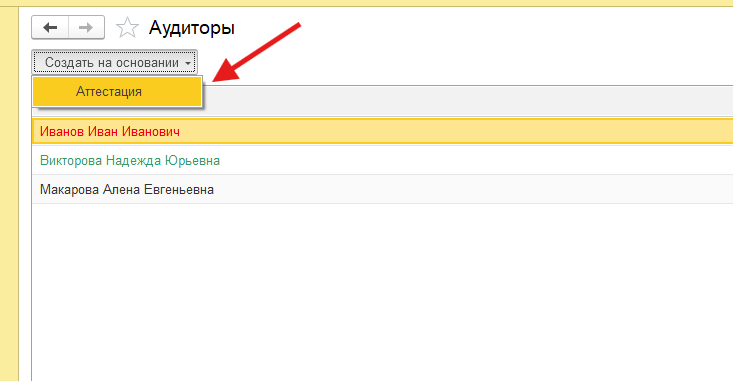 Аудиторы
Создать на основании
Аттестация
Иванов Иван Иванович
Викторова Надежда Юрьевна
Макарова Алена Евгеньевна